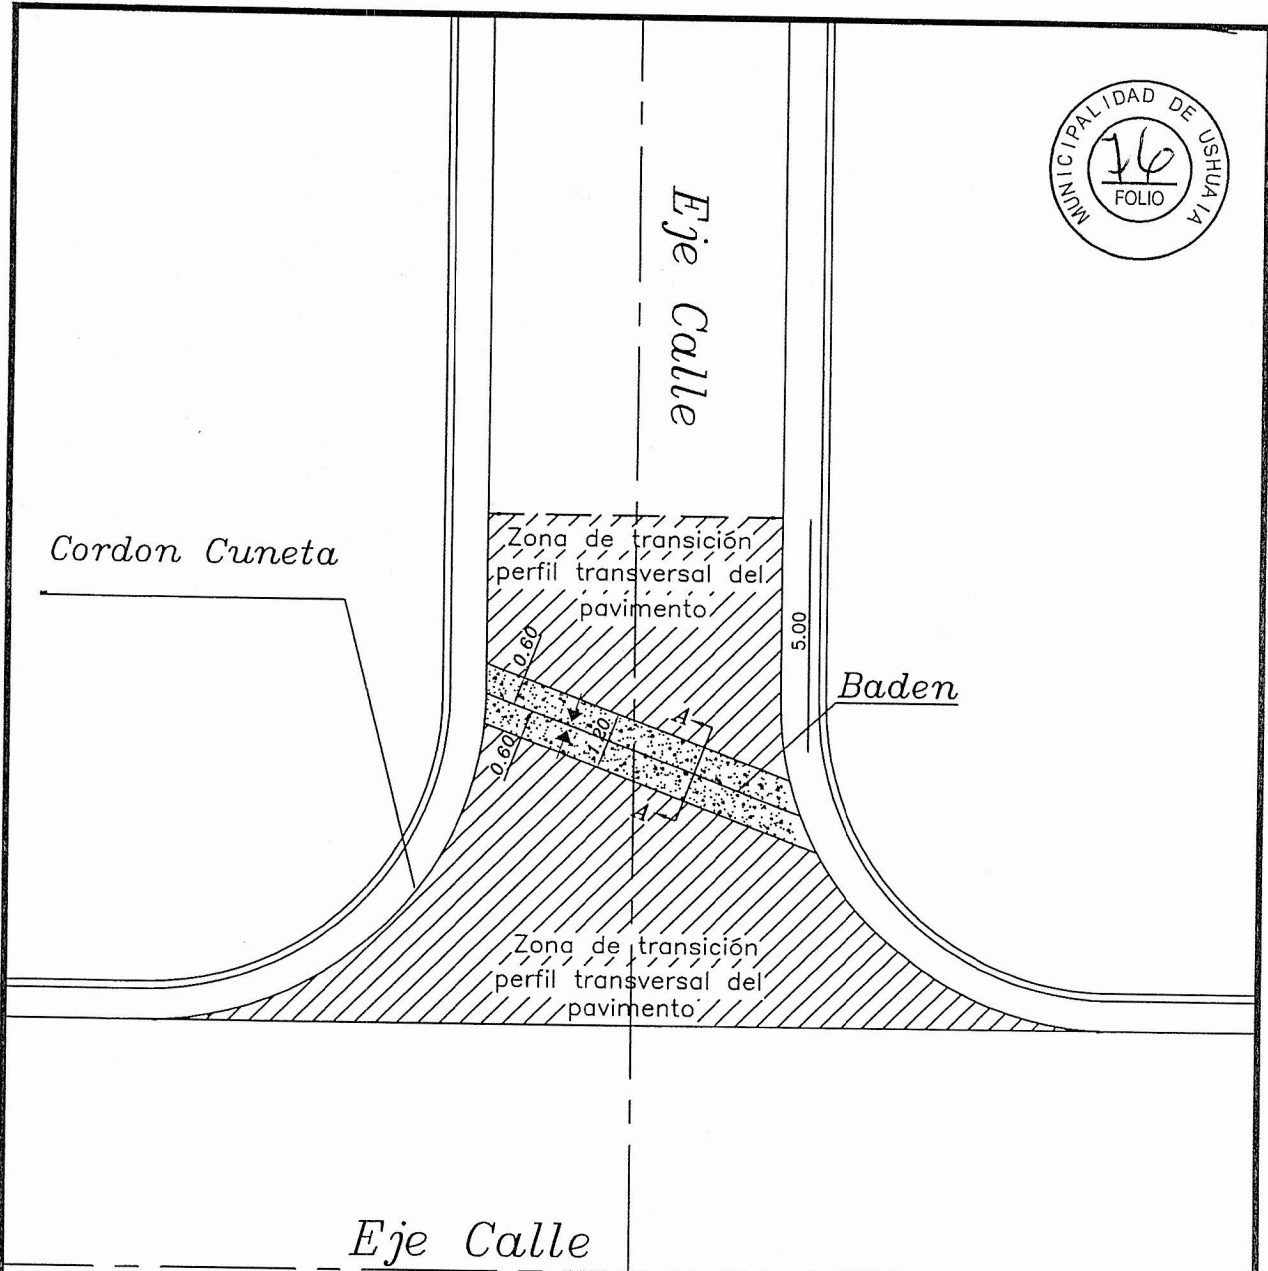 MUNICIPALIDAD DE USHUAIA
76
FOLIO
Eje Calle
Cordon Cuneta
Zona de transición
perfil transversal del
pavimento
5.00
0.60
Baden
A
1.20
0.60
A
Zona de transición
perfil transversal del
pavimento
Eje Calle